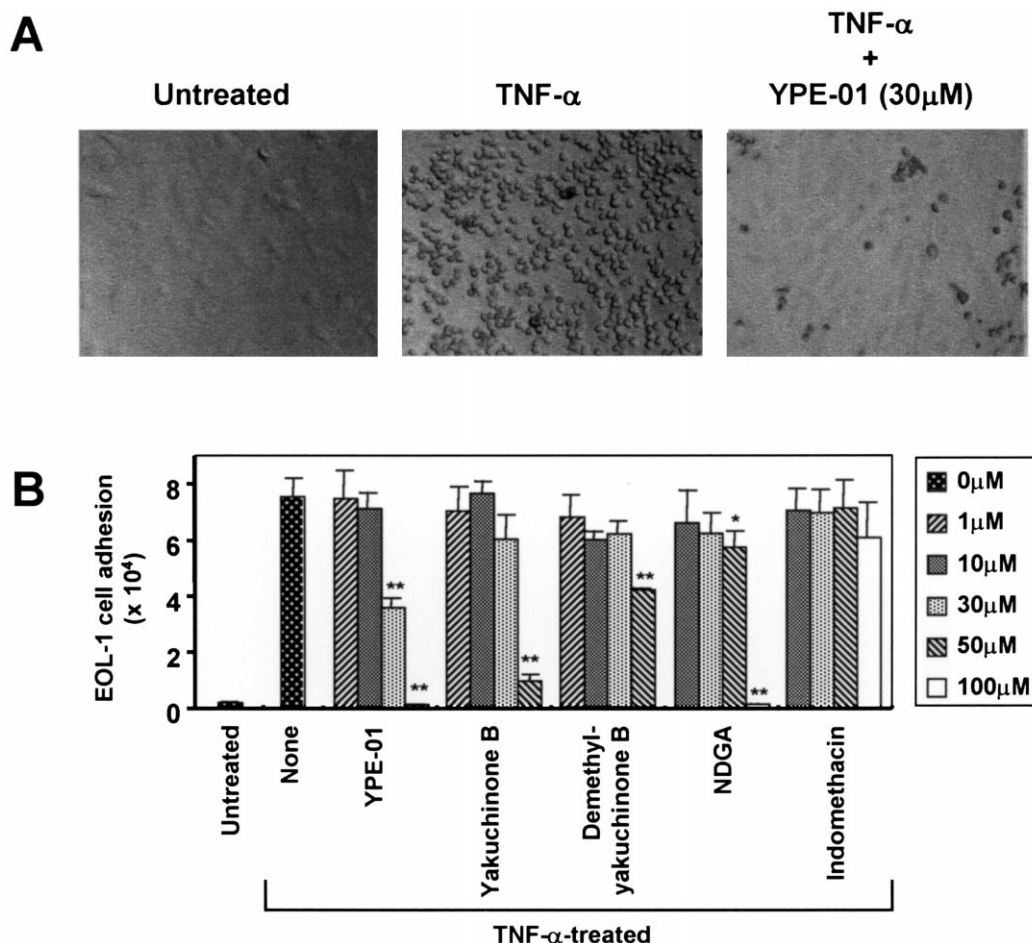 A
Untreated
TNF-α
TNF-α
+
YPE-01 (30μM)
B
EOL-1 cell adhesion
(x 10⁴)
8
6
4
2
0
**
**
**
**
*
**
0μM
1μM
10μM
30μM
50μM
100μM
Untreated
None
YPE-01
Yakuchinone B
Demethyl-
yakuchinone B
NDGA
Indomethacin
TNF-α-treated